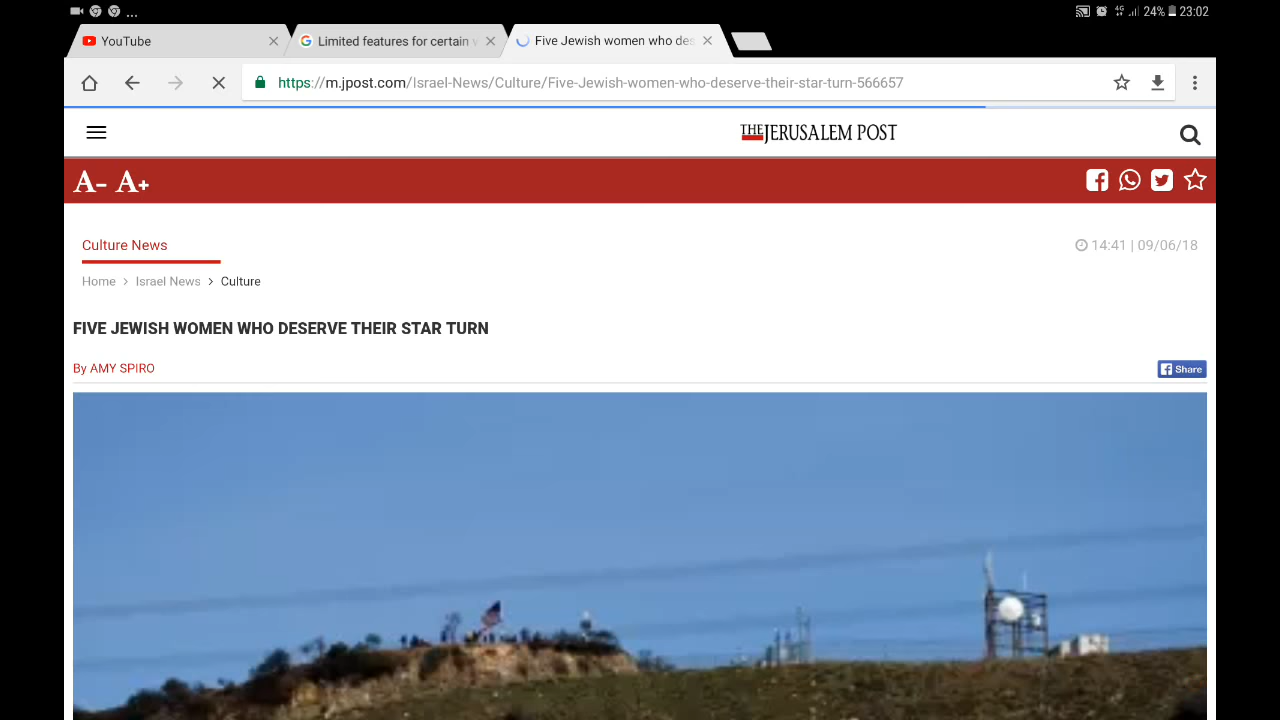 ... 4G 24% 23:02
YouTube
Limited features for certain v
Five Jewish women who des
https://m.jpost.com/Israel-News/Culture/Five-Jewish-women-who-deserve-their-star-turn-566657
THE JERUSALEM POST
A- A+
Culture News
14:41 | 09/06/18
Home > Israel News > Culture
FIVE JEWISH WOMEN WHO DESERVE THEIR STAR TURN
By AMY SPIRO
Share